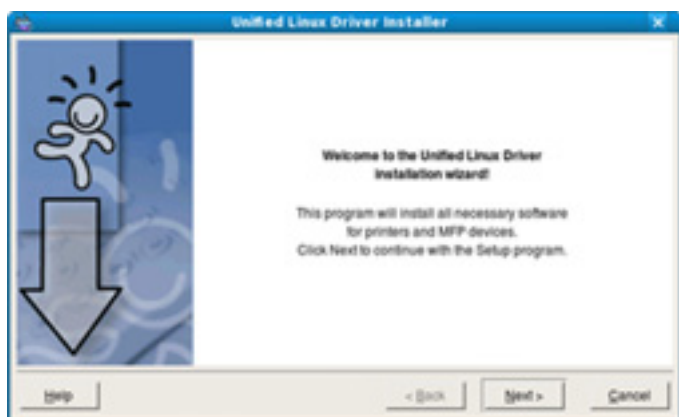 Unified Linux Driver Installer
Welcome to the Unified Linux Driver
Installation wizard!
This program will install all necessary software
for printers and MFP devices.
Click Next to continue with the Setup program.
Help
< Back
Next >
Cancel